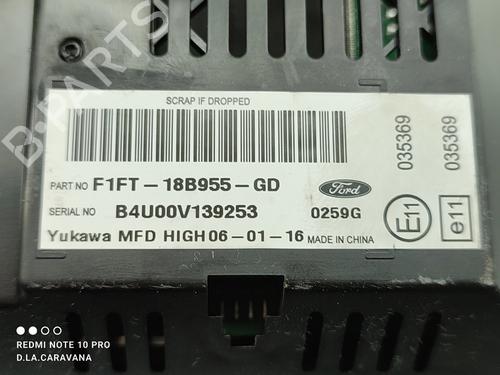 SCRAP IF DROPPED
PART NO F1FT-18B955-GD
Ford
SERIAL NO B4U00V139253 0259G
Yukawa MFD HIGH 06-01-16 MADE IN CHINA
035369
E11
035369
e11
B-PARTS
REDMI NOTE 10 PRO
D.LA.CARAVANA